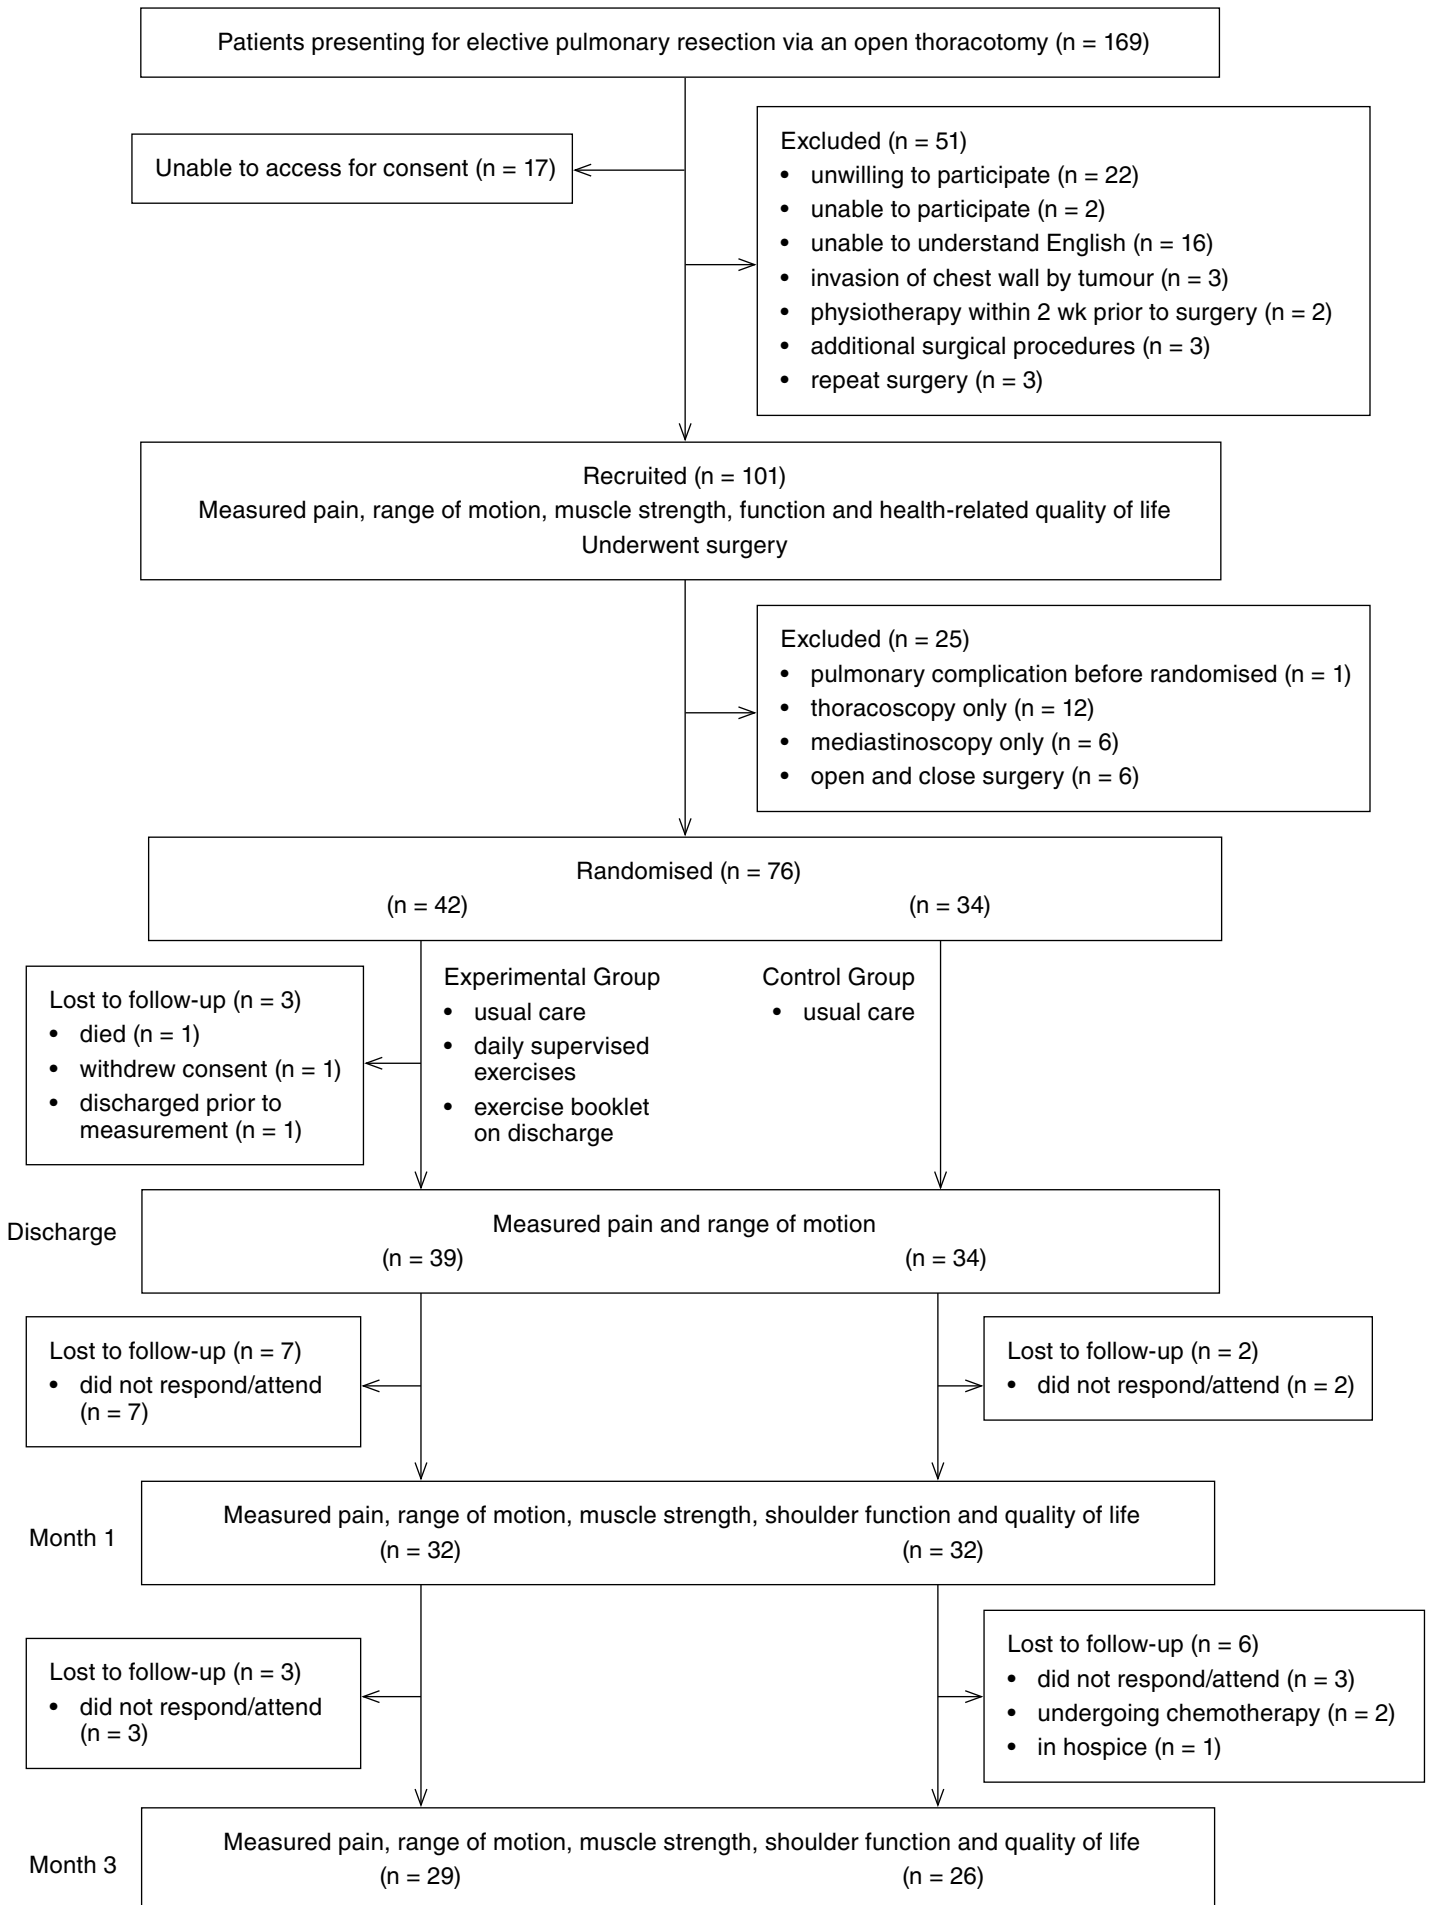 Patients presenting for elective pulmonary resection via an open thoracotomy (n = 169)
Unable to access for consent (n = 17)
Excluded (n = 51)
• unwilling to participate (n = 22)
• unable to participate (n = 2)
• unable to understand English (n = 16)
• invasion of chest wall by tumour (n = 3)
• physiotherapy within 2 wk prior to surgery (n = 2)
• additional surgical procedures (n = 3)
• repeat surgery (n = 3)
Recruited (n = 101)
Measured pain, range of motion, muscle strength, function and health-related quality of life
Underwent surgery
Excluded (n = 25)
• pulmonary complication before randomised (n = 1)
• thoracoscopy only (n = 12)
• mediastinoscopy only (n = 6)
• open and close surgery (n = 6)
Randomised (n = 76)
(n = 42) (n = 34)
Lost to follow-up (n = 3)
• died (n = 1)
• withdrew consent (n = 1)
• discharged prior to
measurement (n = 1)
Experimental Group
• usual care
• daily supervised
exercises
• exercise booklet
on discharge
Control Group
• usual care
Discharge
Measured pain and range of motion
(n = 39) (n = 34)
Lost to follow-up (n = 7)
• did not respond/attend
(n = 7)
Lost to follow-up (n = 2)
• did not respond/attend (n = 2)
Month 1
Measured pain, range of motion, muscle strength, shoulder function and quality of life
(n = 32) (n = 32)
Lost to follow-up (n = 3)
• did not respond/attend
(n = 3)
Lost to follow-up (n = 6)
• did not respond/attend (n = 3)
• undergoing chemotherapy (n = 2)
• in hospice (n = 1)
Month 3
Measured pain, range of motion, muscle strength, shoulder function and quality of life
(n = 29) (n = 26)